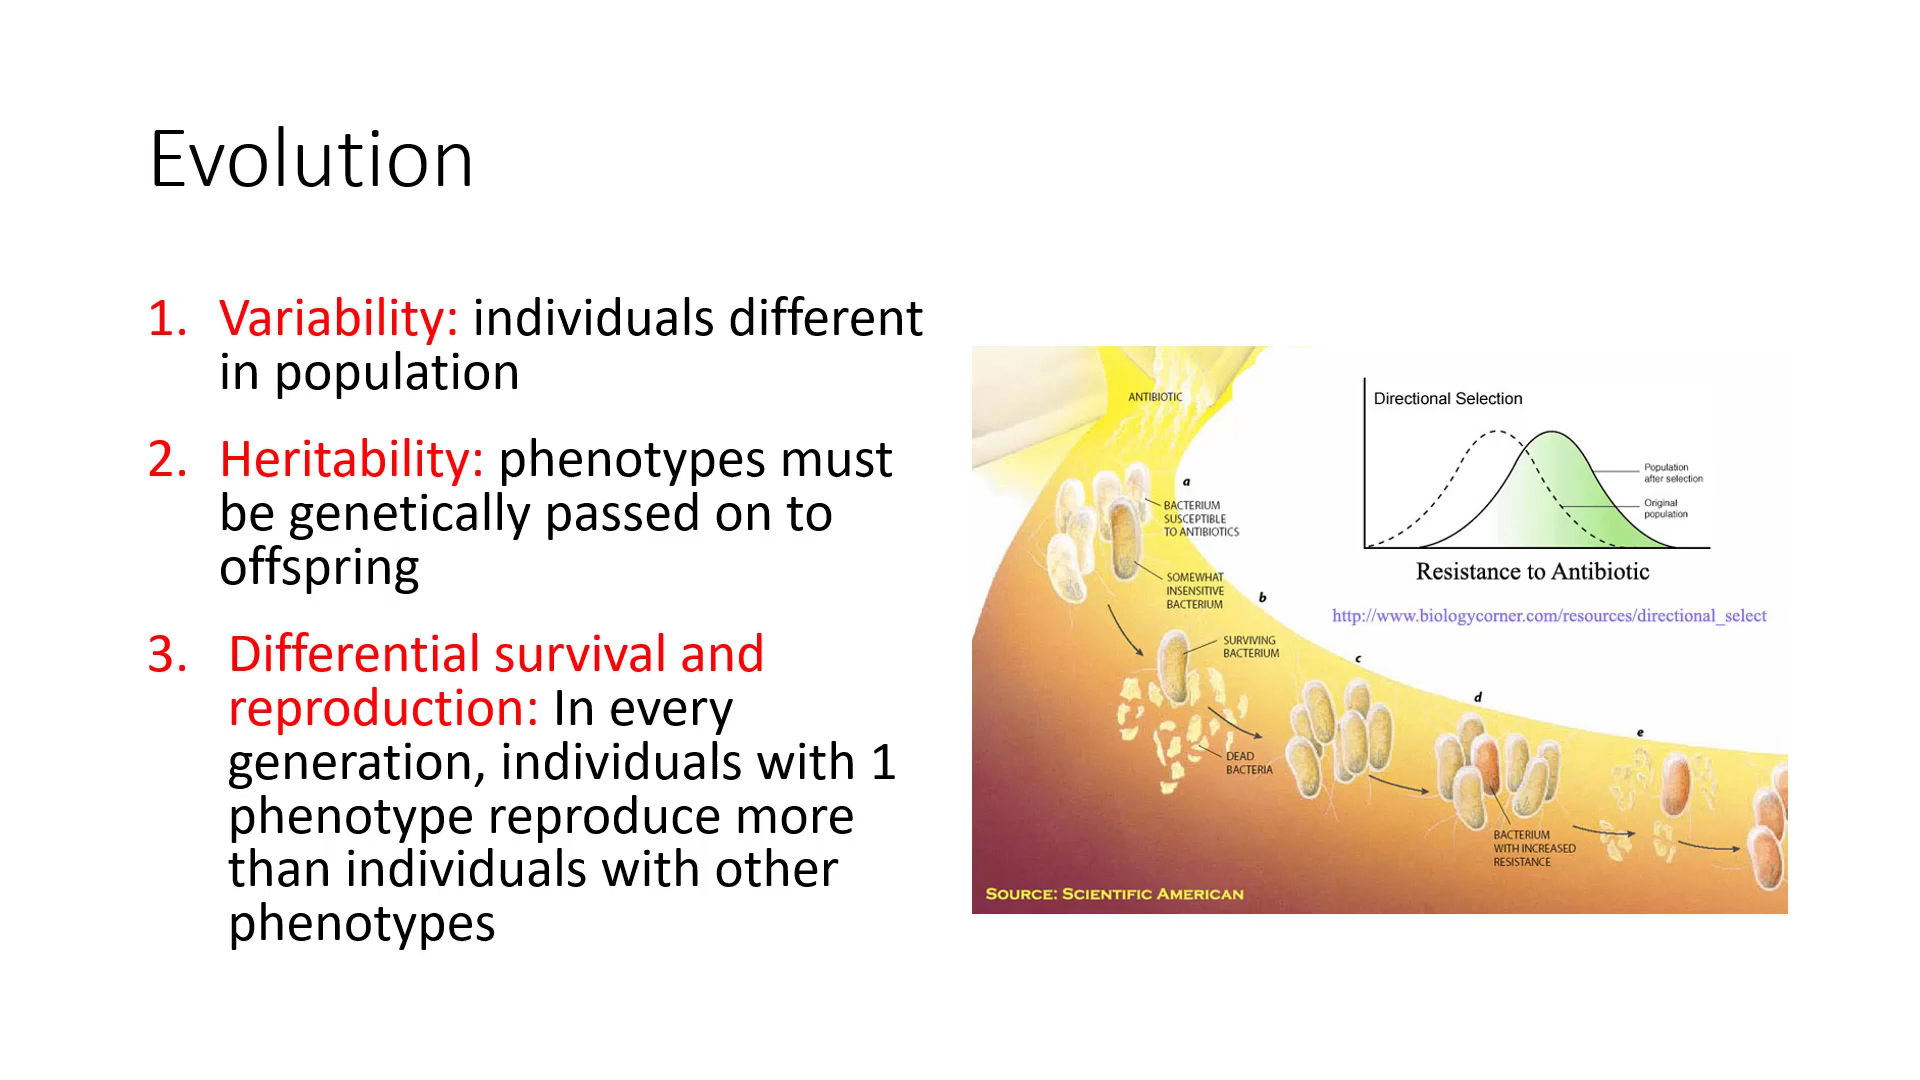 Evolution
1. Variability: individuals different
in population
2. Heritability: phenotypes must
be genetically passed on to
offspring
3. Differential survival and
reproduction: In every
generation, individuals with 1
phenotype reproduce more
than individuals with other
phenotypes
ANTIBIOTIC
a
BACTERIUM
SUSCEPTIBLE
TO ANTIBIOTICS
SOMEWHAT
INSENSITIVE
BACTERIUM
b
SURVIVING
BACTERIUM
DEAD
BACTERIA
c
d
BACTERIUM
WITH INCREASED
RESISTANCE
e
SOURCE: SCIENTIFIC AMERICAN
Directional Selection
Population
after selection
Original
population
Resistance to Antibiotic
http://www.biologycorner.com/resources/directional_select